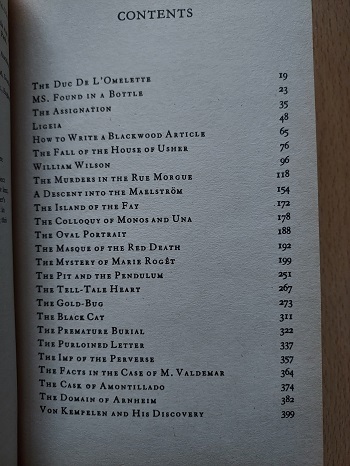 CONTENTS
THE DUC DE L'OMELETTE 19
MS. FOUND IN A BOTTLE 23
THE ASSIGNATION 35
LIGEIA 48
HOW TO WRITE A BLACKWOOD ARTICLE 65
THE FALL OF THE HOUSE OF USHER 76
WILLIAM WILSON 96
THE MURDERS IN THE RUE MORGUE 118
A DESCENT INTO THE MAELSTRÖM 154
THE ISLAND OF THE FAY 172
THE COLLOQUY OF MONOS AND UNA 178
THE OVAL PORTRAIT 188
THE MASQUE OF THE RED DEATH 192
THE MYSTERY OF MARIE ROGÊT 199
THE PIT AND THE PENDULUM 251
THE TELL-TALE HEART 267
THE GOLD-BUG 273
THE BLACK CAT 311
THE PREMATURE BURIAL 322
THE PURLOINED LETTER 337
THE IMP OF THE PERVERSE 357
THE FACTS IN THE CASE OF M. VALDEMAR 364
THE CASK OF AMONTILLADO 374
THE DOMAIN OF ARNHEIM 382
VON KEMPELEN AND HIS DISCOVERY 399